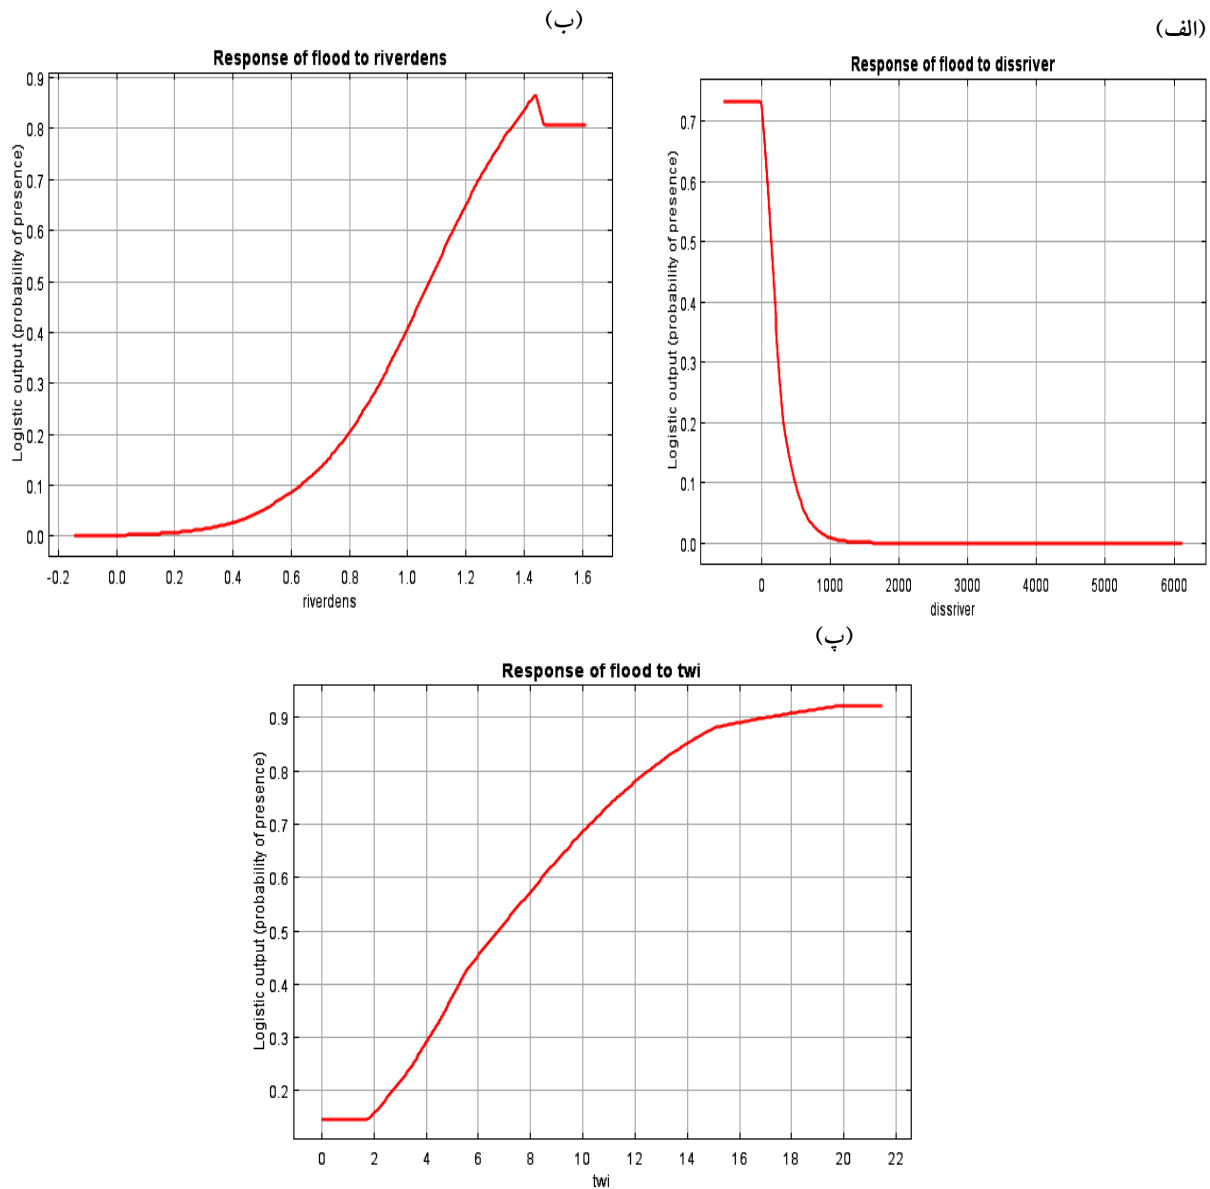 (ب)
Response of flood to riverdens
Logistic output (probability of presence)
0.9
0.8
0.7
0.6
0.5
0.4
0.3
0.2
0.1
0.0
-0.2 0.0 0.2 0.4 0.6 0.8 1.0 1.2 1.4 1.6
riverdens
(الف)
Response of flood to dissriver
Logistic output (probability of presence)
0.7
0.6
0.5
0.4
0.3
0.2
0.1
0.0
0 1000 2000 3000 4000 5000 6000
dissriver
(پ)
Response of flood to twi
Logistic output (probability of presence)
0.9
0.8
0.7
0.6
0.5
0.4
0.3
0.2
0 2 4 6 8 10 12 14 16 18 20 22
twi